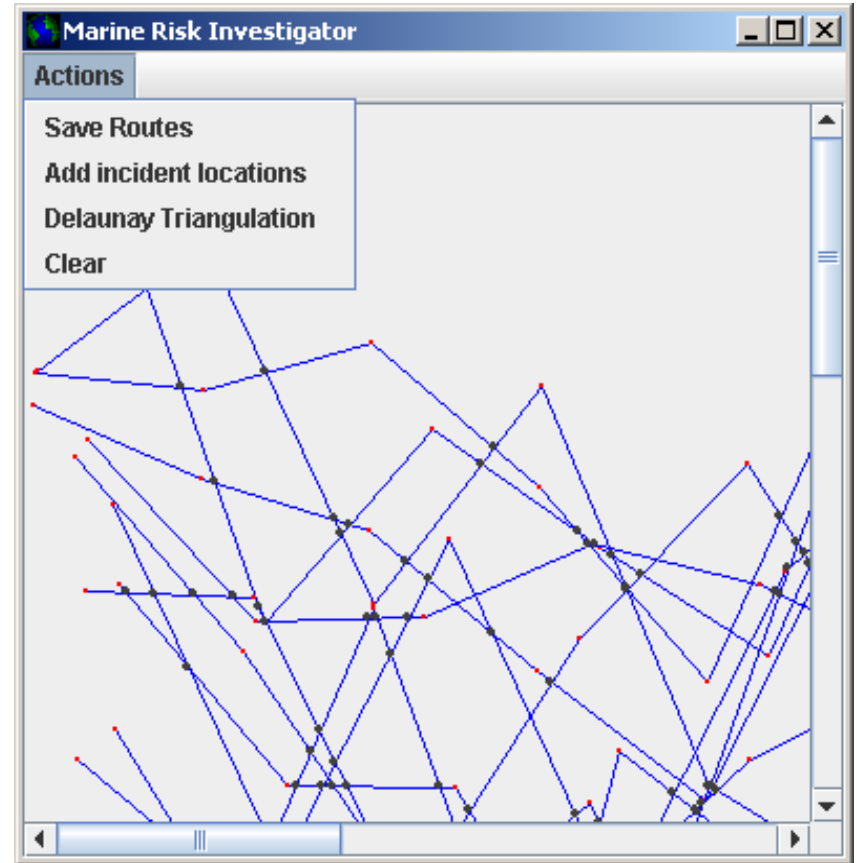 Marine Risk Investigator
Actions
Save Routes
Add incident locations
Delaunay Triangulation
Clear